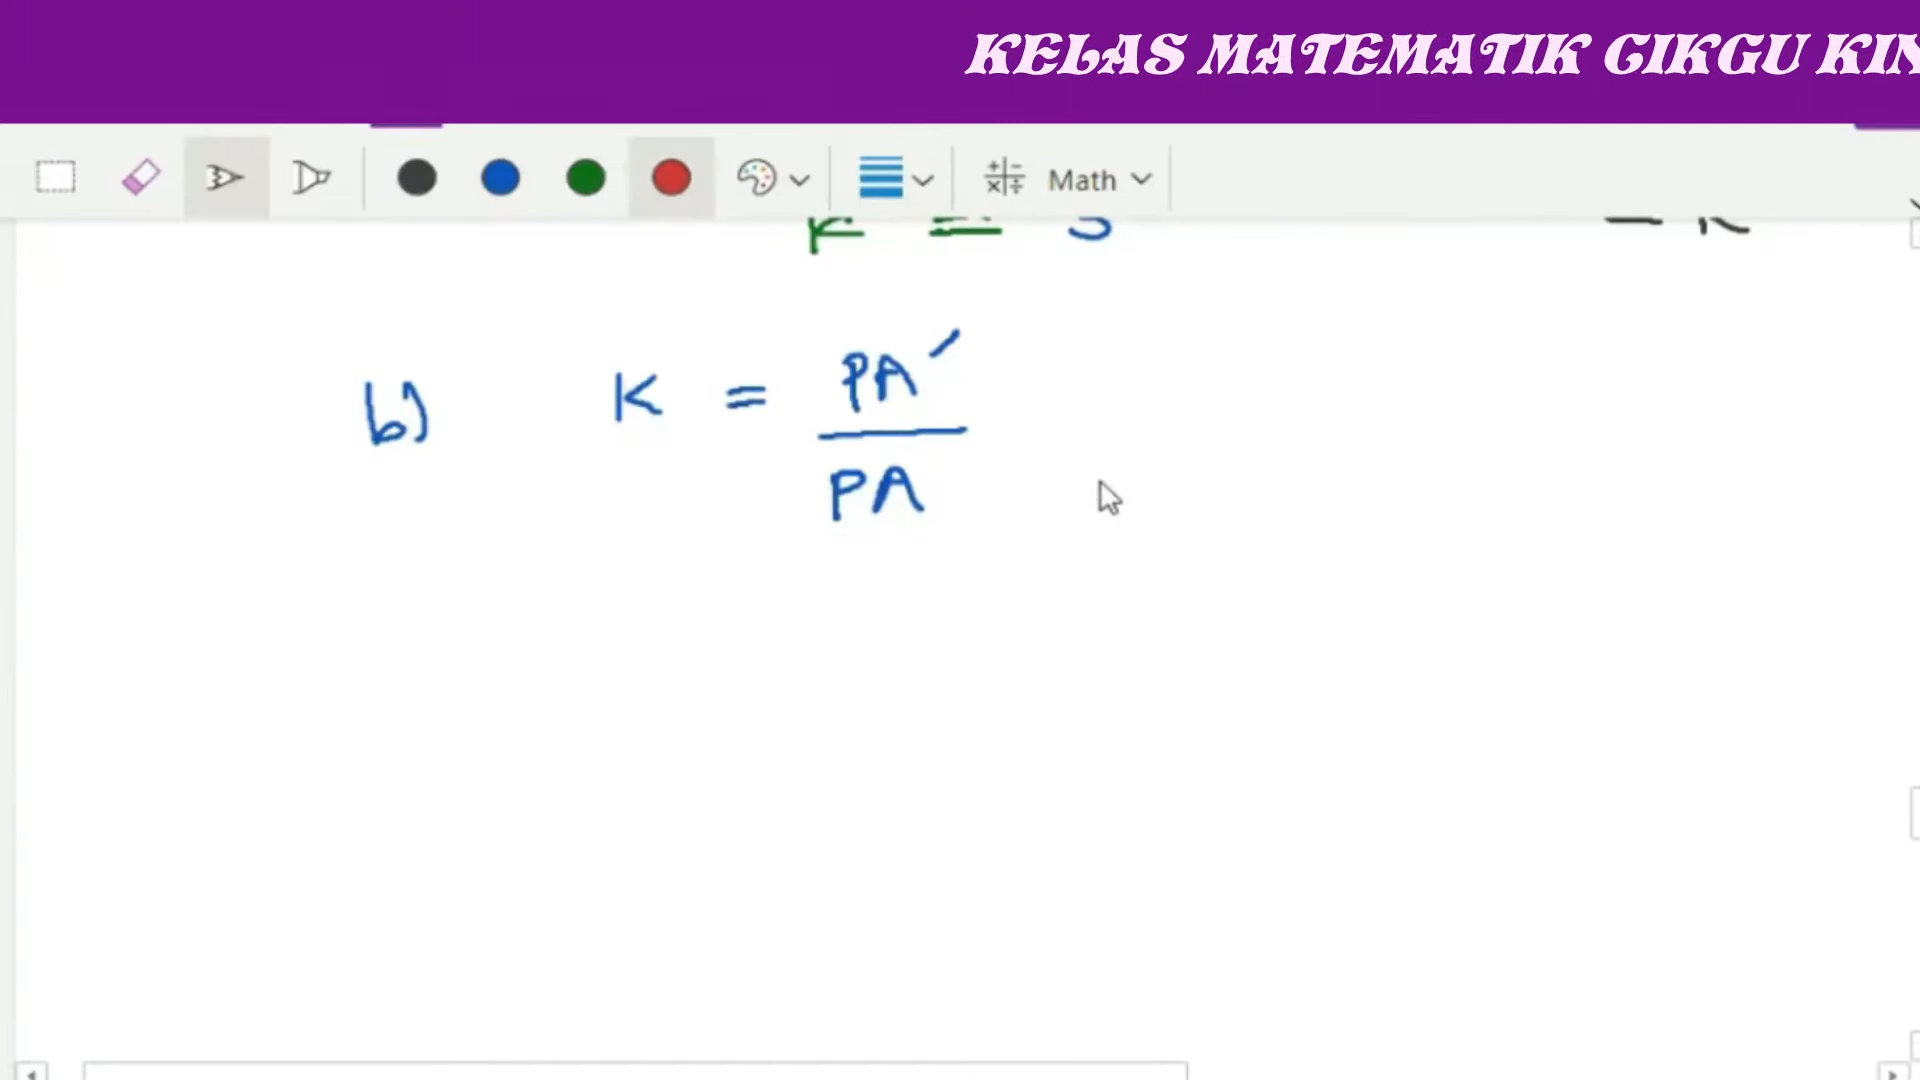 KELAS MATEMATIK CIKGU KIN
Math
b) K = PA′
PA